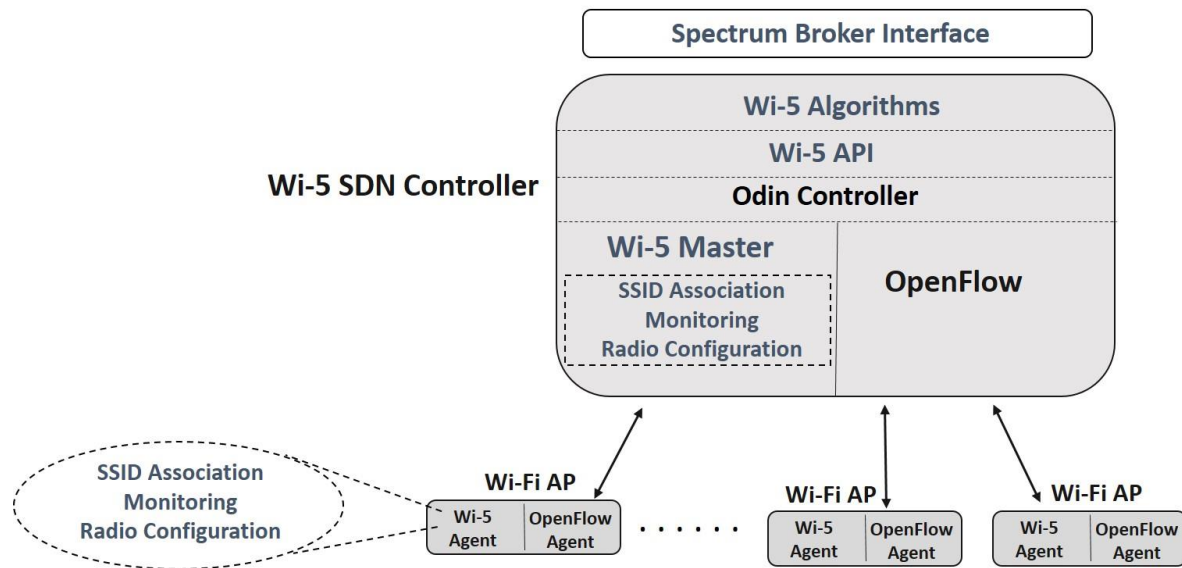 Spectrum Broker Interface
Wi-5 Algorithms
Wi-5 API
Wi-5 SDN Controller
Odin Controller
Wi-5 Master
OpenFlow
SSID Association
Monitoring
Radio Configuration
SSID Association
Monitoring
Radio Configuration
Wi-Fi AP
Wi-5
Agent
OpenFlow
Agent
Wi-Fi AP
Wi-5
Agent
OpenFlow
Agent
Wi-Fi AP
Wi-5
Agent
OpenFlow
Agent